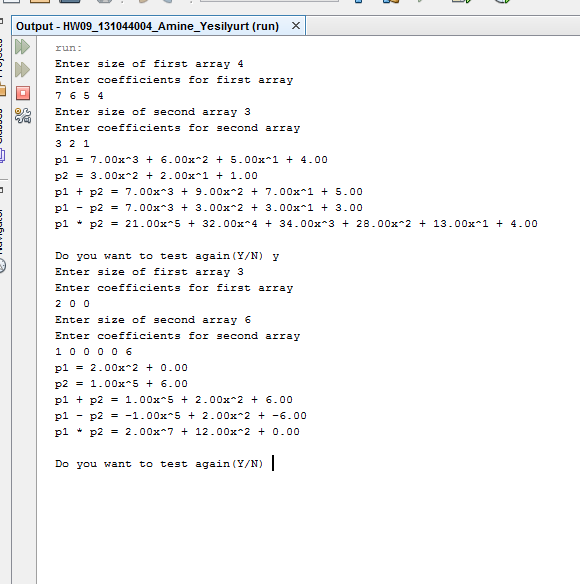 Output - HW09_131044004_Amine_Yesilyurt (run) ×
run:
Enter size of first array 4
Enter coefficients for first array
7 6 5 4
Enter size of second array 3
Enter coefficients for second array
3 2 1
p1 = 7.00x^3 + 6.00x^2 + 5.00x^1 + 4.00
p2 = 3.00x^2 + 2.00x^1 + 1.00
p1 + p2 = 7.00x^3 + 9.00x^2 + 7.00x^1 + 5.00
p1 - p2 = 7.00x^3 + 3.00x^2 + 3.00x^1 + 3.00
p1 * p2 = 21.00x^5 + 32.00x^4 + 34.00x^3 + 28.00x^2 + 13.00x^1 + 4.00
Do you want to test again(Y/N) y
Enter size of first array 3
Enter coefficients for first array
2 0 0
Enter size of second array 6
Enter coefficients for second array
1 0 0 0 0 6
p1 = 2.00x^2 + 0.00
p2 = 1.00x^5 + 6.00
p1 + p2 = 1.00x^5 + 2.00x^2 + 6.00
p1 - p2 = -1.00x^5 + 2.00x^2 + -6.00
p1 * p2 = 2.00x^7 + 12.00x^2 + 0.00
Do you want to test again(Y/N)